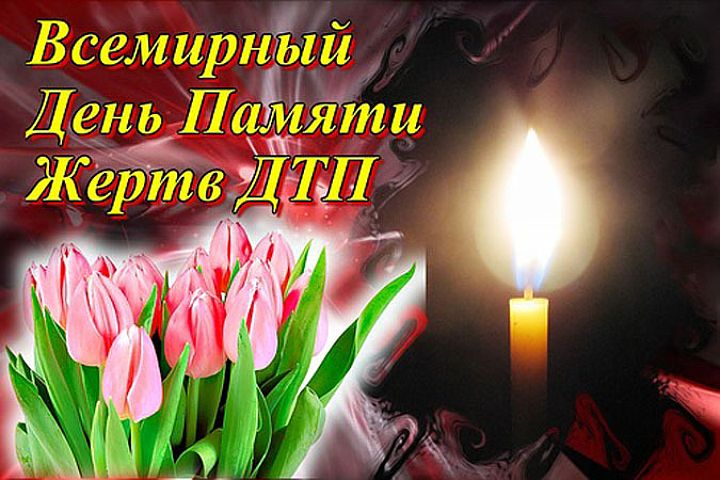 Всемирный
День Памяти
Жертв ДТП